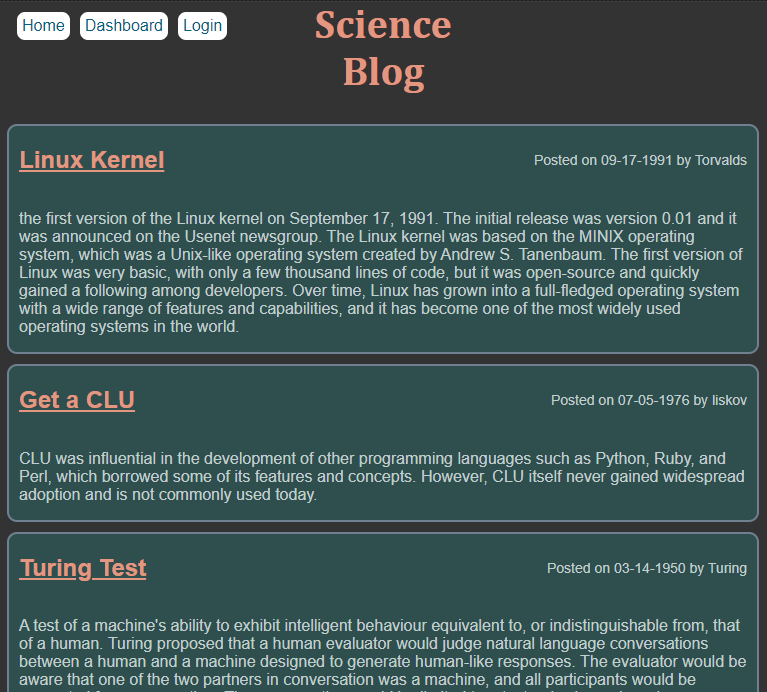 Home Dashboard Login
Science
Blog
Linux Kernel
Posted on 09-17-1991 by Torvalds
the first version of the Linux kernel on September 17, 1991. The initial release was version 0.01 and it
was announced on the Usenet newsgroup. The Linux kernel was based on the MINIX operating
system, which was a Unix-like operating system created by Andrew S. Tanenbaum. The first version of
Linux was very basic, with only a few thousand lines of code, but it was open-source and quickly
gained a following among developers. Over time, Linux has grown into a full-fledged operating system
with a wide range of features and capabilities, and it has become one of the most widely used
operating systems in the world.
Get a CLU
Posted on 07-05-1976 by liskov
CLU was influential in the development of other programming languages such as Python, Ruby, and
Perl, which borrowed some of its features and concepts. However, CLU itself never gained widespread
adoption and is not commonly used today.
Turing Test
Posted on 03-14-1950 by Turing
A test of a machine's ability to exhibit intelligent behaviour equivalent to, or indistinguishable from, that
of a human. Turing proposed that a human evaluator would judge natural language conversations
between a human and a machine designed to generate human-like responses. The evaluator would be
aware that one of the two partners in conversation was a machine, and all participants would be